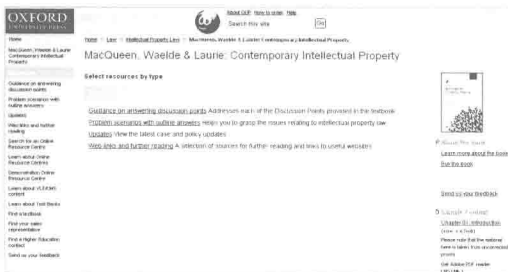 OXFORD
UNIVERSITY PRESS
About OUP How to order Help
Search this site
Go
Home > Law > Intellectual Property Law > MacQueen, Waelde & Laurie: Contemporary Intellectual Property
Home
MacQueen, Waelde & Laurie: Contemporary Intellectual Property
Guidance on answering discussion points
Problem scenarios with outline answers
Updates
Web links and further reading
Search for an Online Resource Centre
Learn about Online Resource Centres
Demonstration Online Resource Centre
Learn about VLE/EMS content
Learn about Test Banks
Find a textbook
Find your sales representative
Find a Higher Education contact
Send us your feedback
MacQueen, Waelde & Laurie: Contemporary Intellectual Property
Select resources by type
Guidance on answering discussion points Addresses each of the Discussion Points provided in the textbook
Problem scenarios with outline answers Helps you to grasp the issues relating to intellectual property law
Updates View the latest case and policy updates
Web links and further reading A selection of sources for further reading and links to useful websites
About the book
Learn more about the book
Buy the book
Send us your feedback
Sample content
Chapter 01: Introduction
Please note that the material here is taken from uncorrected proofs
Get Adobe PDF reader